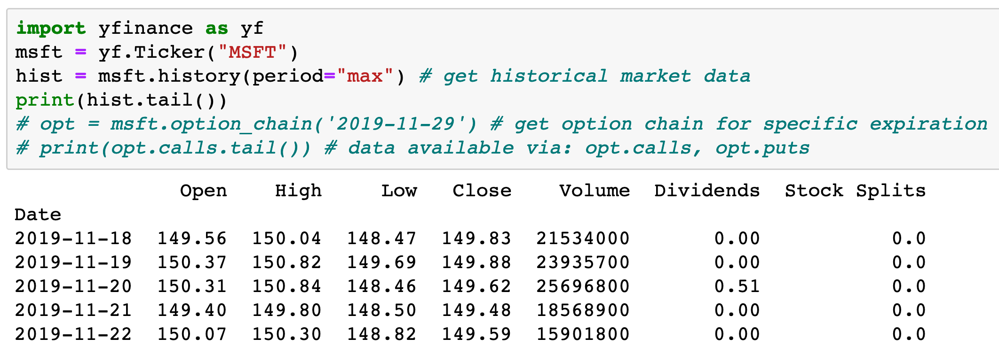 import yfinance as yf
msft = yf.Ticker("MSFT")
hist = msft.history(period="max") # get historical market data
print(hist.tail())
# opt = msft.option_chain('2019-11-29') # get option chain for specific expiration
# print(opt.calls.tail()) # data available via: opt.calls, opt.puts
Open High Low Close Volume Dividends Stock Splits
Date
2019-11-18 149.56 150.04 148.47 149.83 21534000 0.00 0.0
2019-11-19 150.37 150.82 149.69 149.88 23935700 0.00 0.0
2019-11-20 150.31 150.84 148.46 149.62 25696800 0.51 0.0
2019-11-21 149.40 149.80 148.50 149.48 18568900 0.00 0.0
2019-11-22 150.07 150.30 148.82 149.59 15901800 0.00 0.0